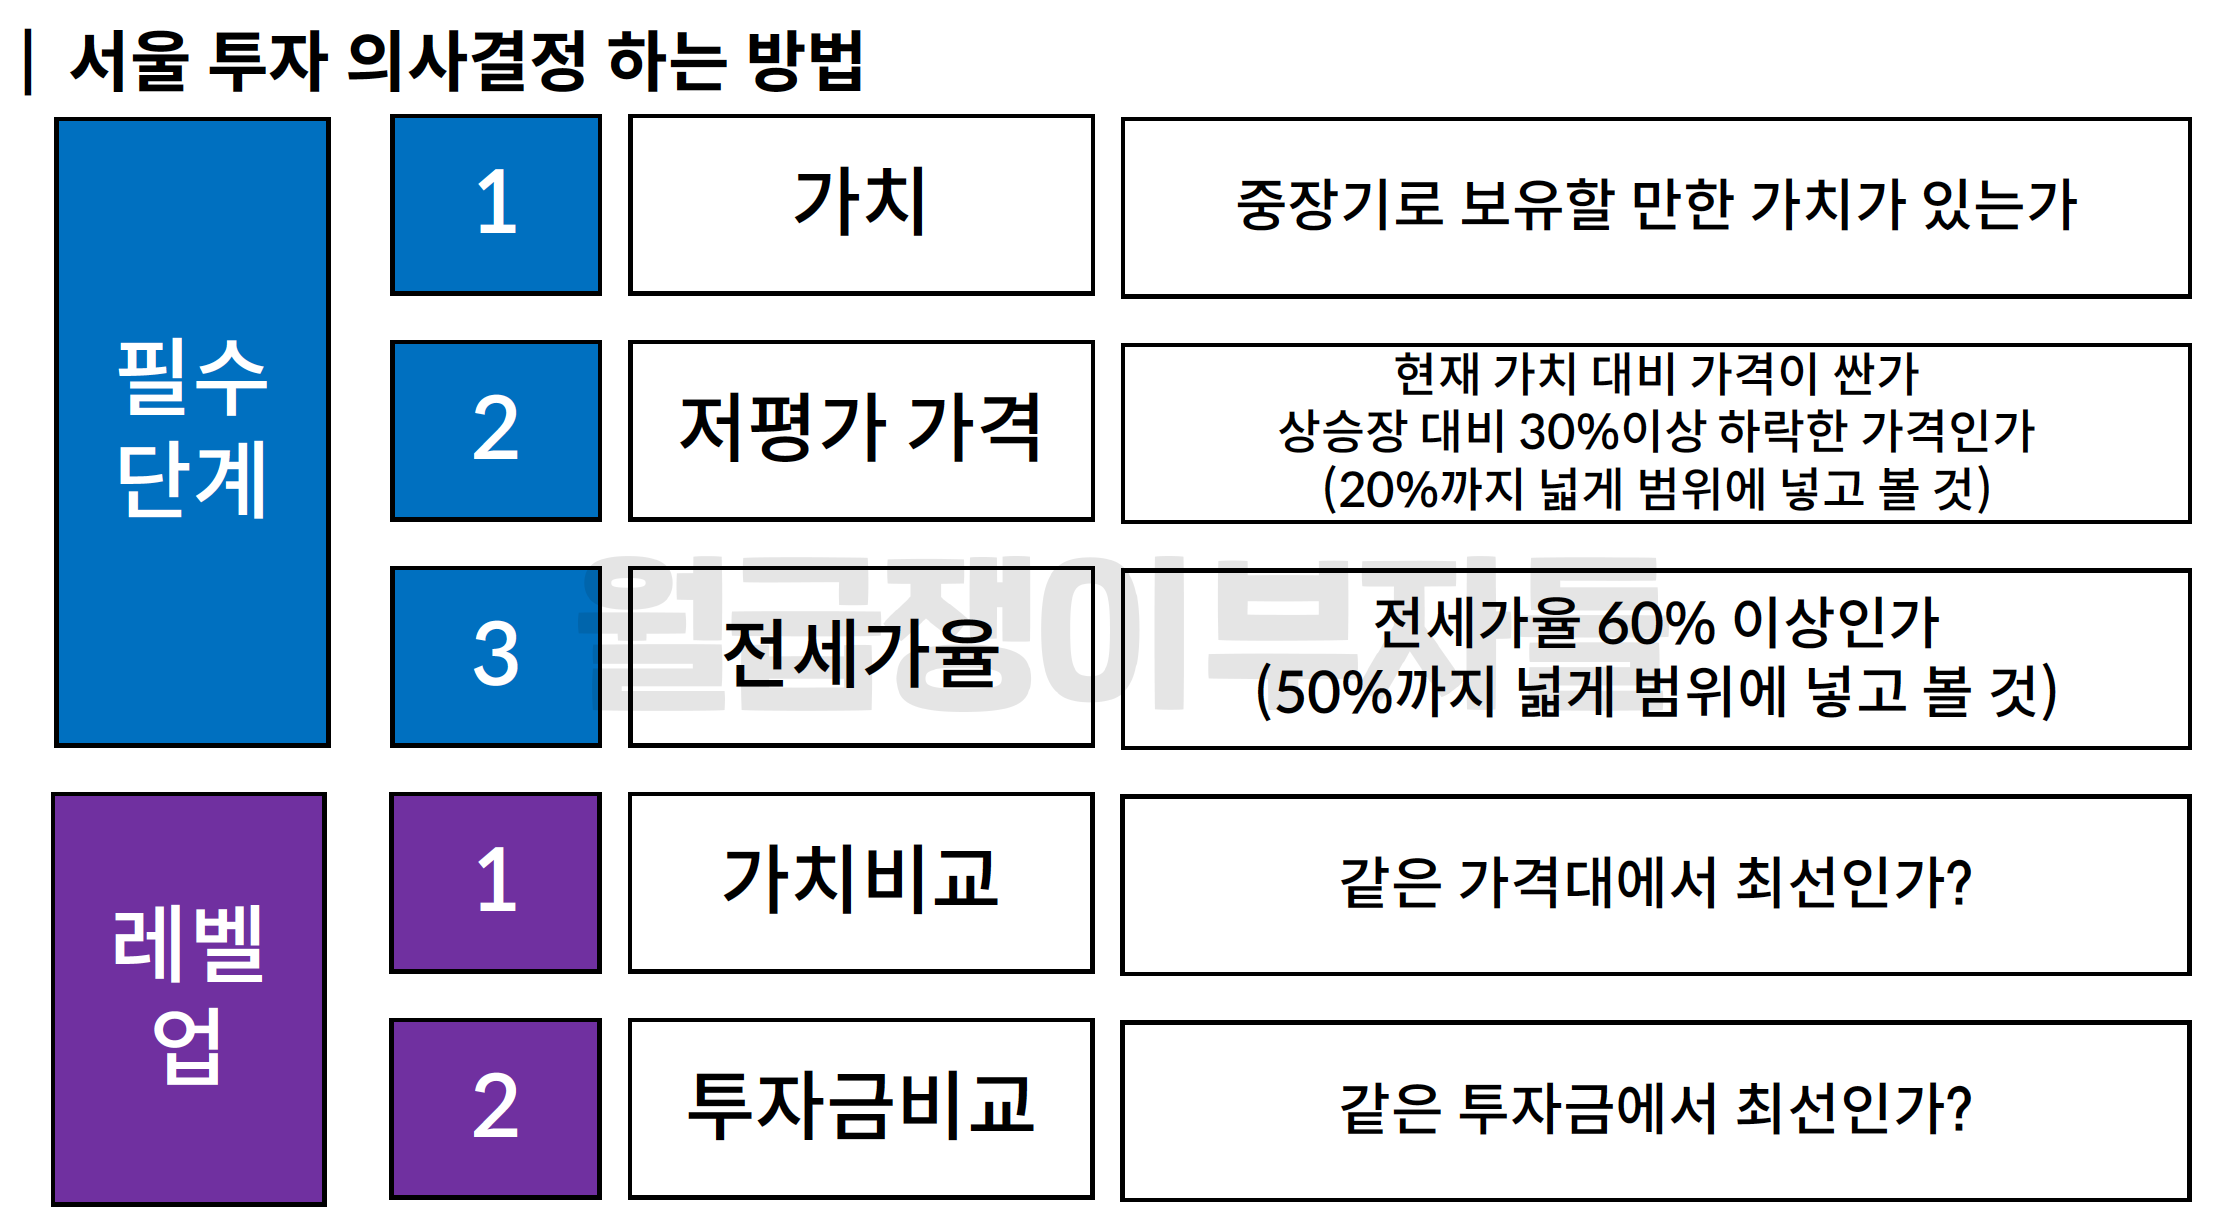 | 서울 투자 의사결정 하는 방법
필수
단계
1
가치
중장기로 보유할 만한 가치가 있는가
2
저평가 가격
현재 가치 대비 가격이 싼가
상승장 대비 30%이상 하락한 가격인가
(20%까지 넓게 범위에 넣고 볼 것)
3
전세가율
전세가율 60% 이상인가
(50%까지 넓게 범위에 넣고 볼 것)
월급쟁이부자들
레벨
업
1
가치비교
같은 가격대에서 최선인가?
2
투자금비교
같은 투자금에서 최선인가?